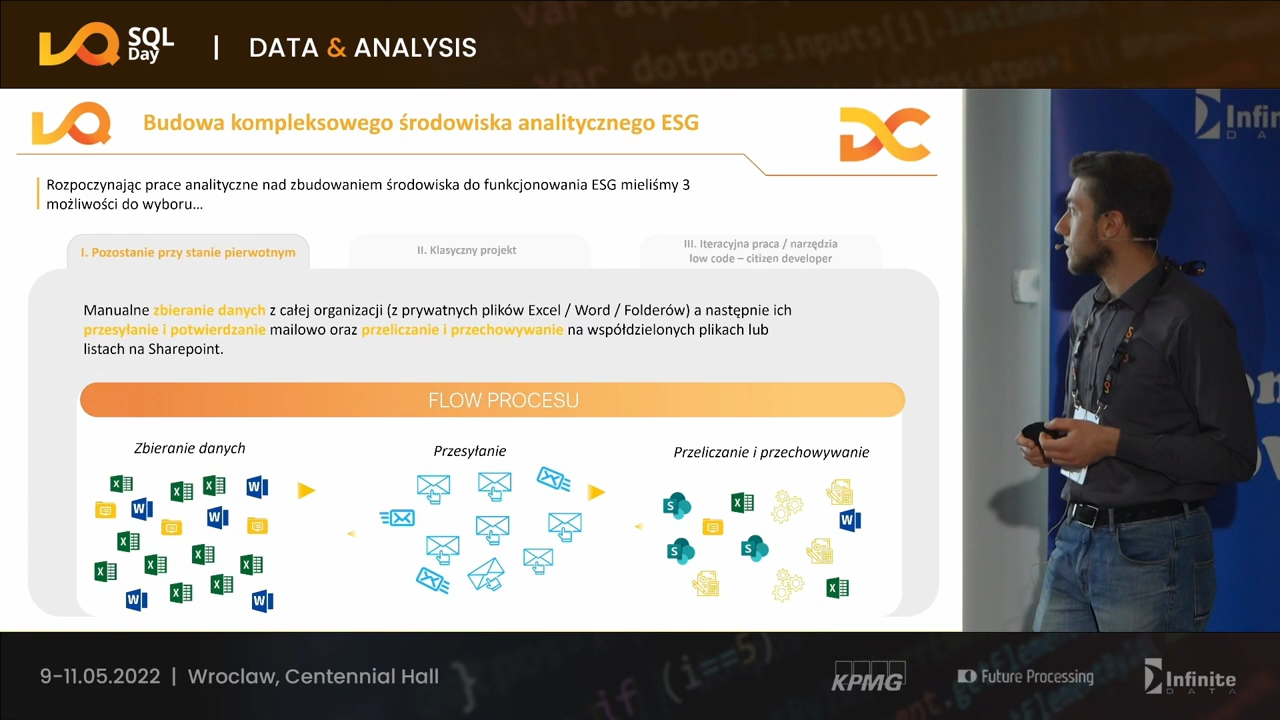 SQL
Day
| DATA & ANALYSIS
Budowa kompleksowego środowiska analitycznego ESG
Rozpoczynając prace analityczne nad zbudowaniem środowiska do funkcjonowania ESG mieliśmy 3
możliwości do wyboru...
I. Pozostanie przy stanie pierwotnym
II. Klasyczny projekt
III. Iteracyjna praca / narzędzia
low code – citizen developer
Manualne zbieranie danych z całej organizacji (z prywatnych plików Excel / Word / Folderów) a następnie ich
przesyłanie i potwierdzanie mailowo oraz przeliczanie i przechowywanie na współdzielonych plikach lub
listach na Sharepoint.
FLOW PROCESU
Zbieranie danych
Przesyłanie
Przeliczanie i przechowywanie
9-11.05.2022 | Wroclaw, Centennial Hall
KPMG
Future Processing
Infinite
DATA